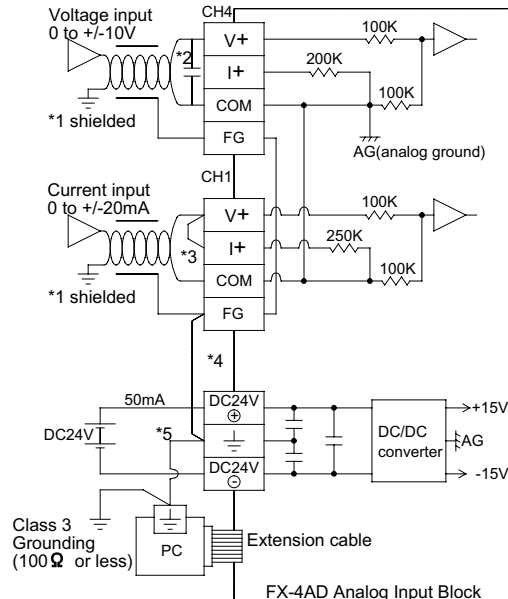 Voltage input
0 to +/-10V
CH4
V+
100K
*2
I+
200K
COM
100K
*1 shielded
FG
AG(analog ground)
CH1
Current input
0 to +/-20mA
V+
100K
I+
250K
*3
COM
100K
*1 shielded
FG
*4
50mA
DC24V
⊕
+15V
DC24V
*5
DC/DC
converter
AG
DC24V
⊖
-15V
Class 3
Grounding
(100Ω or less)
PC
Extension cable
FX-4AD Analog Input Block